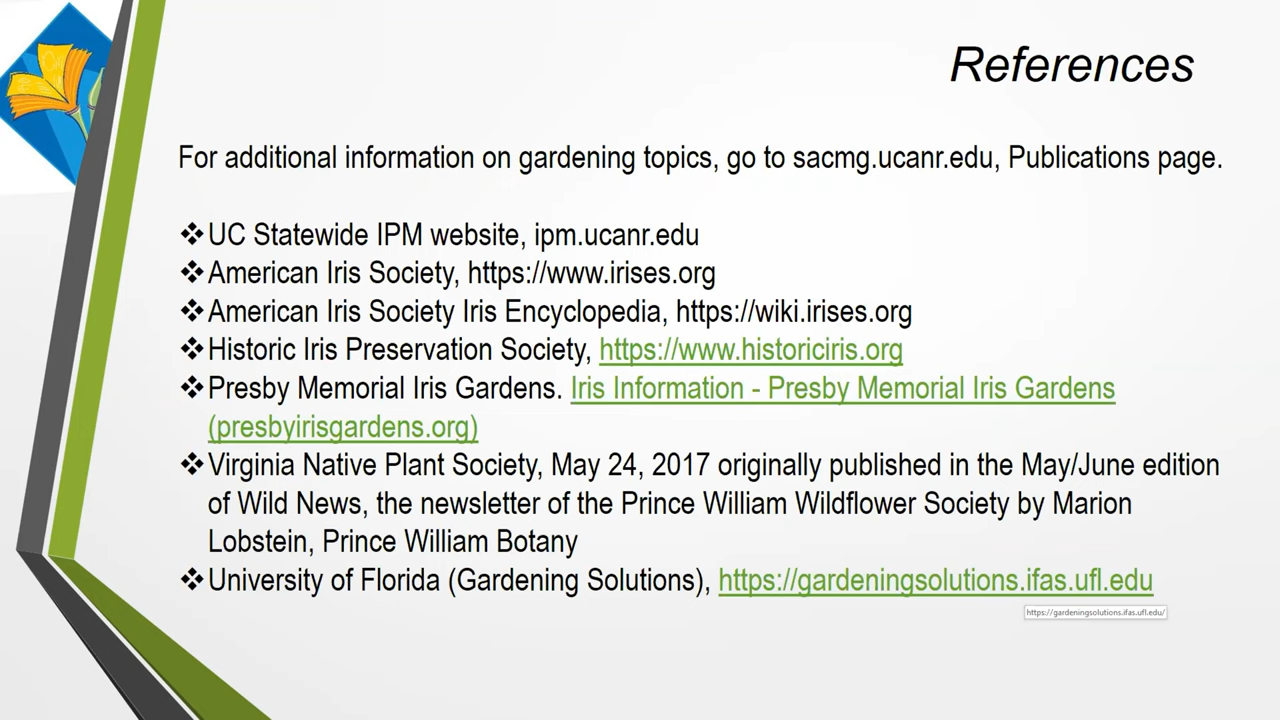 References
For additional information on gardening topics, go to sacmg.ucanr.edu, Publications page.
❖UC Statewide IPM website, ipm.ucanr.edu
❖American Iris Society, https://www.irises.org
❖American Iris Society Iris Encyclopedia, https://wiki.irises.org
❖Historic Iris Preservation Society, https://www.historiciris.org
❖Presby Memorial Iris Gardens. Iris Information - Presby Memorial Iris Gardens
(presbyirisgardens.org)
❖Virginia Native Plant Society, May 24, 2017 originally published in the May/June edition
of Wild News, the newsletter of the Prince William Wildflower Society by Marion
Lobstein, Prince William Botany
❖University of Florida (Gardening Solutions), https://gardeningsolutions.ifas.ufl.edu
https://gardeningsolutions.ifas.ufl.edu/